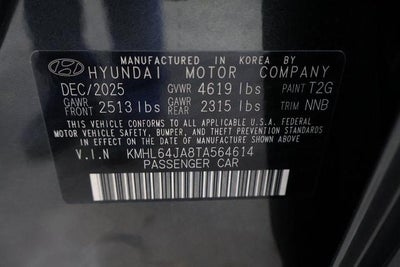 MANUFACTURED IN KOREA BY
HYUNDAI MOTOR COMPANY
DEC/2025 GVWR 4619 lbs PAINT T2G
GAWR FRONT 2513 lbs GAWR REAR 2315 lbs TRIM NNB
THIS VEHICLE CONFORMS TO ALL APPLICABLE U.S. FEDERAL
MOTOR VEHICLE SAFETY, BUMPER, AND THEFT PREVENTION STANDARDS
IN EFFECT ON THE DATE OF MANUFACTURE SHOWN ABOVE.
V.I.N KMHL64JA8TA564614
PASSENGER CAR